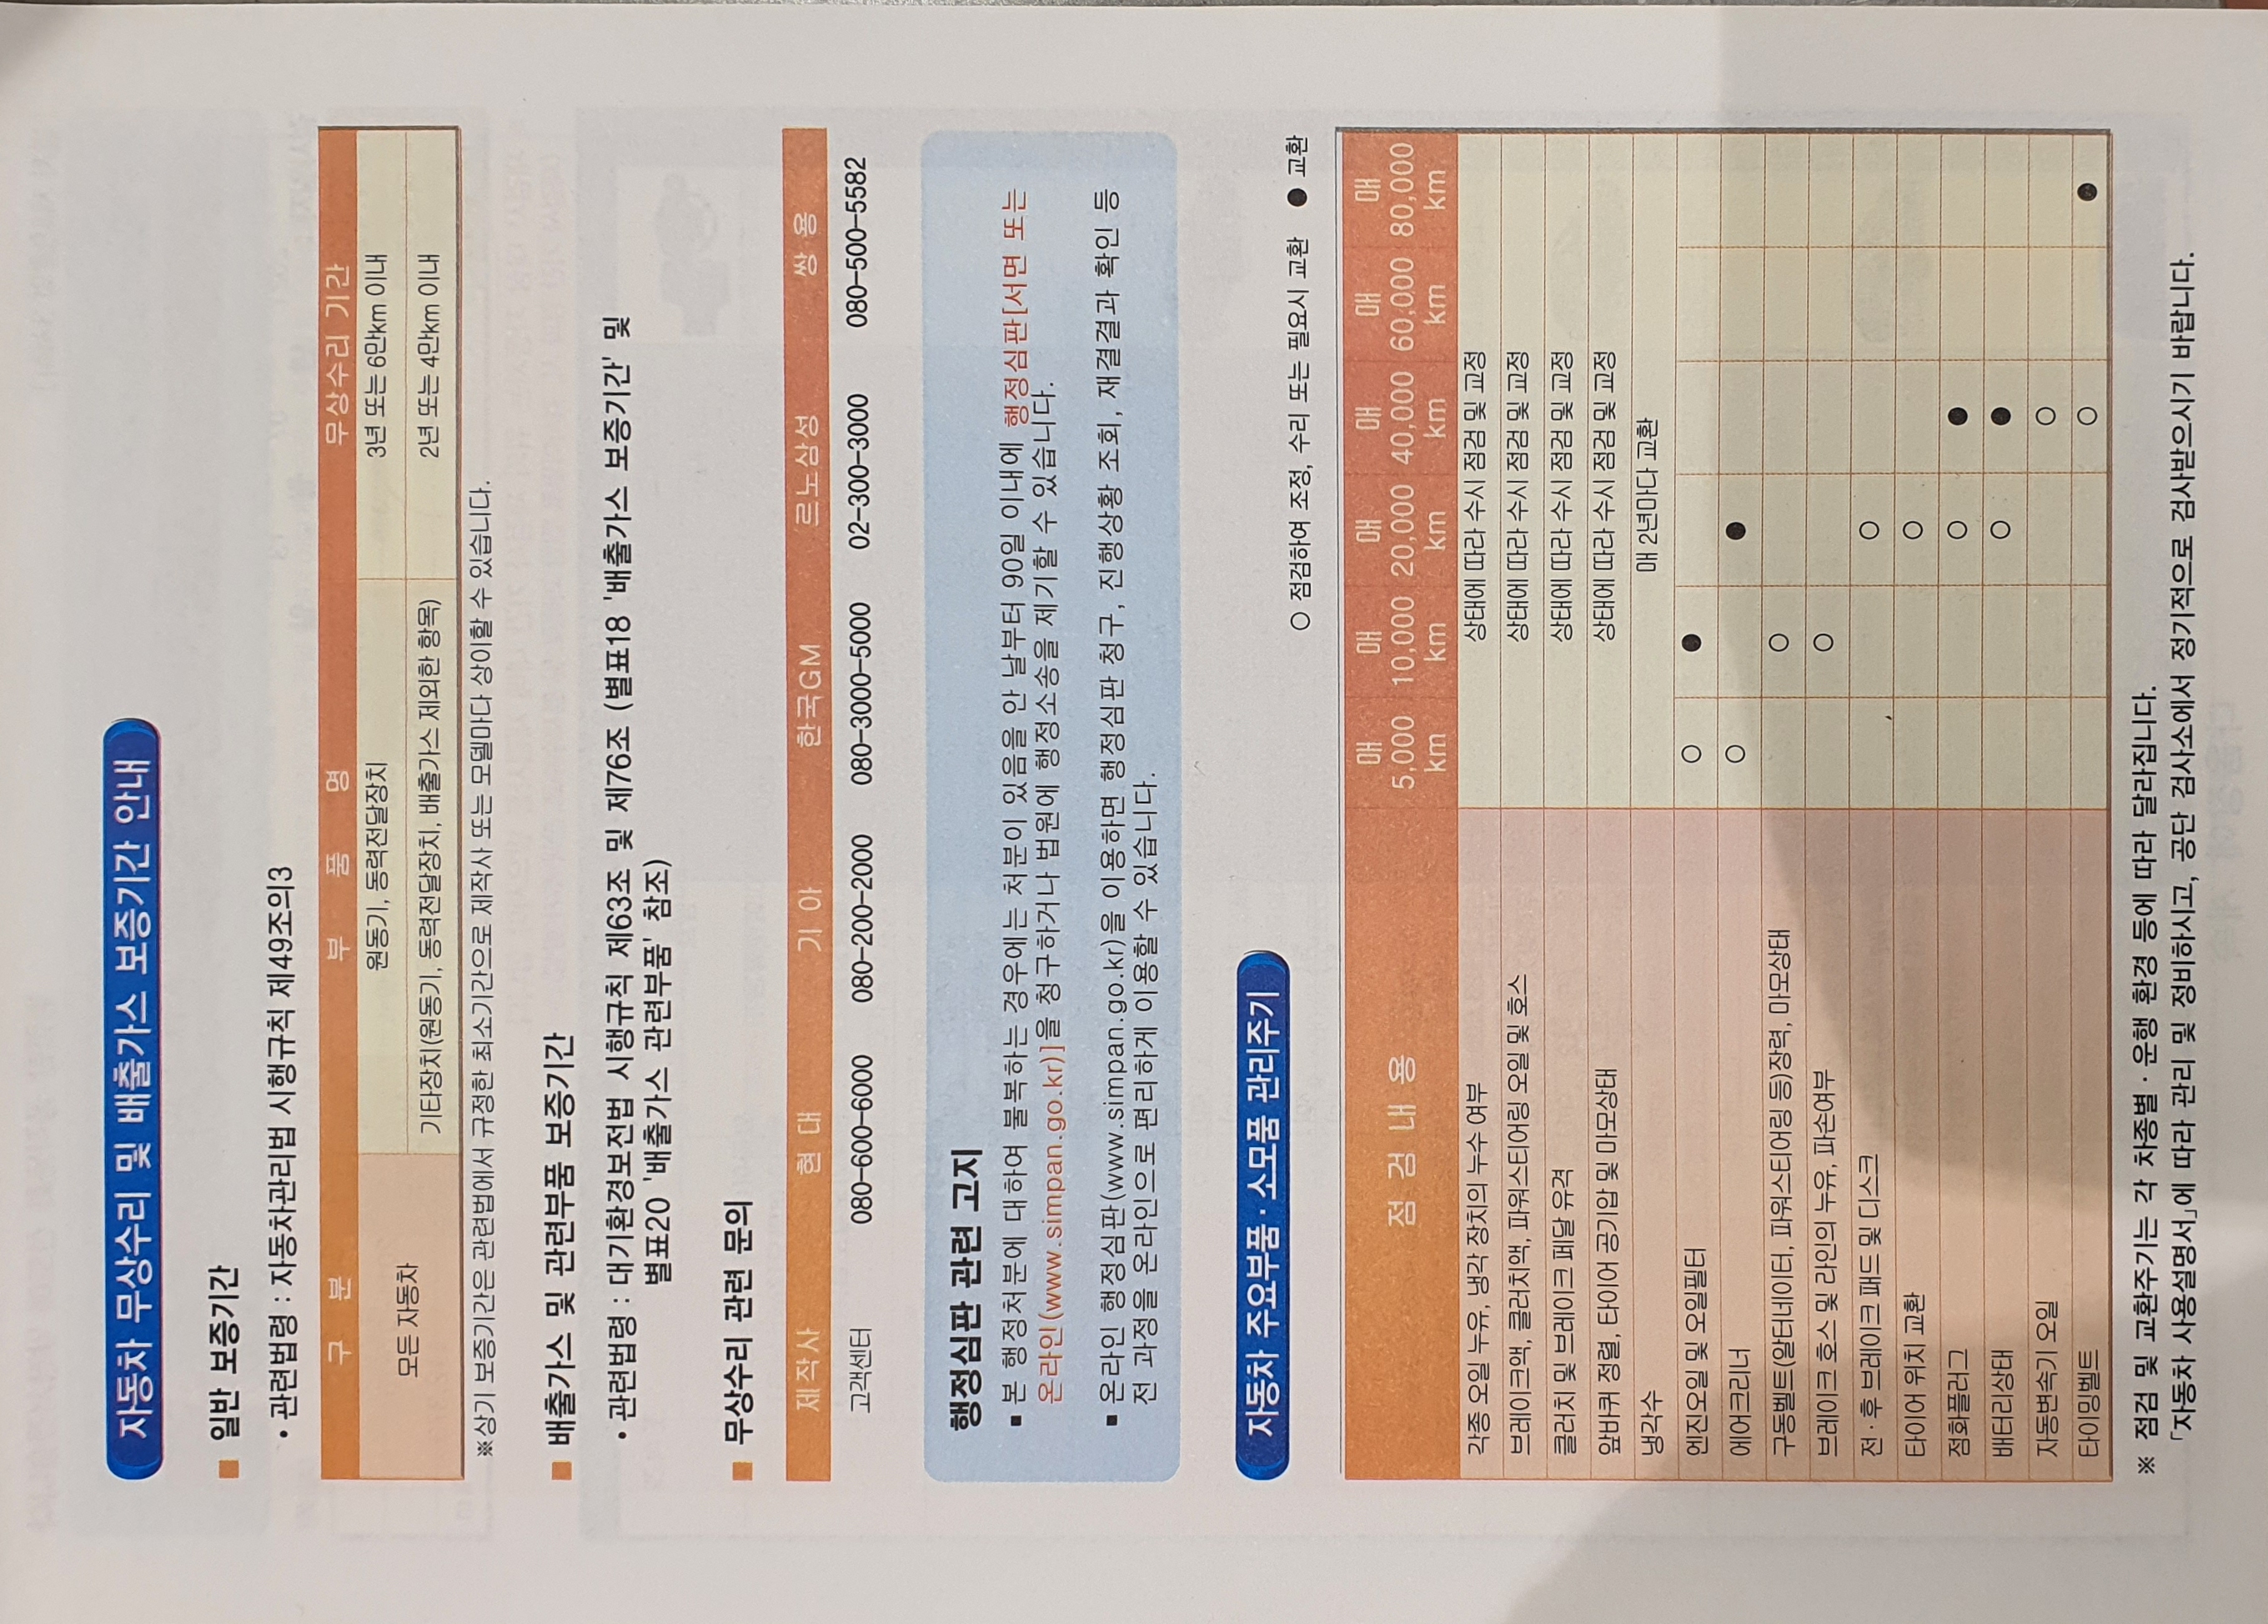 자동차 무상수리 및 배출가스 보증기간 안내
■ 일반 보증기간
• 관련법령 : 자동차관리법 시행규칙 제49조의3
구 분 부 품 명 무상수리 기간
모든 자동차 원동기, 동력전달장치 3년 또는 6만km 이내
기타장치(원동기, 동력전달장치, 배출가스 제외한 항목) 2년 또는 4만km 이내
※상기 보증기간은 관련법에서 규정한 최소기간으로 제작사 또는 모델마다 상이할 수 있습니다.
■ 배출가스 및 관련부품 보증기간
• 관련법령 : 대기환경보전법 시행규칙 제63조 및 제76조 (별표18 '배출가스 보증기간' 및
별표20 '배출가스 관련부품' 참조)
■ 무상수리 관련 문의
제작사 현 대 기 아 한국GM 르노삼성 쌍 용
고객센터 080-600-6000 080-200-2000 080-3000-5000 02-300-3000 080-500-5582
행정심판 관련 고지
▪ 본 행정처분에 대하여 불복하는 경우에는 처분이 있음을 안 날부터 90일 이내에 행정심판[서면 또는
온라인(www.simpan.go.kr)]을 청구하거나 법원에 행정소송을 제기할 수 있습니다.
▪ 온라인 행정심판(www.simpan.go.kr)을 이용하면 행정심판 청구, 진행상황 조회, 재결결과 확인 등
전 과정을 온라인으로 편리하게 이용할 수 있습니다.
자동차 주요부품 · 소모품 관리주기
○ 점검하여 조정, 수리 또는 필요시 교환 ● 교환
점 검 내 용 매 5,000 km 매 10,000 km 매 20,000 km 매 40,000 km 매 60,000 km 매 80,000 km
각종 오일 누유, 냉각 장치의 누수 여부 상태에 따라 수시 점검 및 교정
브레이크액, 클러치액, 파워스티어링 오일 및 호스 상태에 따라 수시 점검 및 교정
클러치 및 브레이크 페달 유격 상태에 따라 수시 점검 및 교정
앞바퀴 정렬, 타이어 공기압 및 마모상태 상태에 따라 수시 점검 및 교정
냉각수 매 2년마다 교환
엔진오일 및 오일필터 ○ ●
에어크리너 ○ ●
구동벨트(알터네이터, 파워스티어링 등)장력, 마모상태 ○
브레이크 호스 및 라인의 누유, 파손여부 ○
전 · 후 브레이크 패드 및 디스크 ○
타이어 위치 교환 ○
점화플러그 ○ ●
배터리상태 ○ ●
자동변속기 오일 ○
타이밍벨트 ○ ●
※ 점검 및 교환주기는 각 차종별 · 운행 환경 등에 따라 달라집니다.
「자동차 사용설명서」에 따라 관리 및 정비하시고, 공단 검사소에서 정기적으로 검사받으시기 바랍니다.